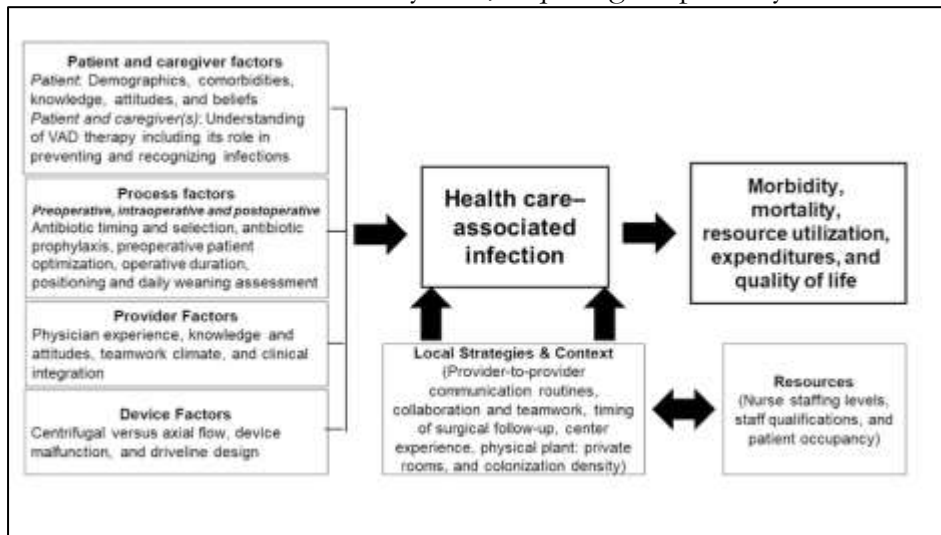 Patient and caregiver factors
Patient: Demographics, comorbidities,
knowledge, attitudes, and beliefs
Patient and caregiver(s): Understanding
of VAD therapy including its role in
preventing and recognizing infections
Process factors
Preoperative, intraoperative and postoperative
Antibiotic timing and selection, antibiotic
prophylaxis, preoperative patient
optimization, operative duration,
positioning and daily weaning assessment
Provider Factors
Physician experience, knowledge and
attitudes, teamwork climate, and clinical
integration
Device Factors
Centrifugal versus axial flow, device
malfunction, and driveline design
Health care–
associated
infection
Morbidity,
mortality,
resource utilization,
expenditures, and
quality of life
Local Strategies & Context
(Provider-to-provider
communication routines,
collaboration and teamwork, timing
of surgical follow-up, center
experience, physical plant: private
rooms, and colonization density)
Resources
(Nurse staffing levels,
staff qualifications, and
patient occupancy)